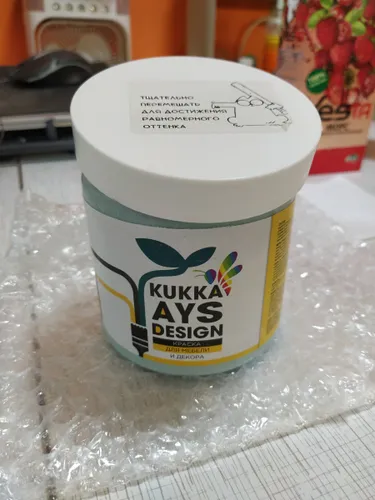 ТЩАТЕЛЬНО
ПЕРЕМЕШАТЬ
ДЛЯ ДОСТИЖЕНИЯ
РАВНОМЕРНОГО
ОТТЕНКА
KUKKA
AYS
DESIGN
КРАСКА
ДЛЯ МЕБЕЛИ
И ДЕКОРА